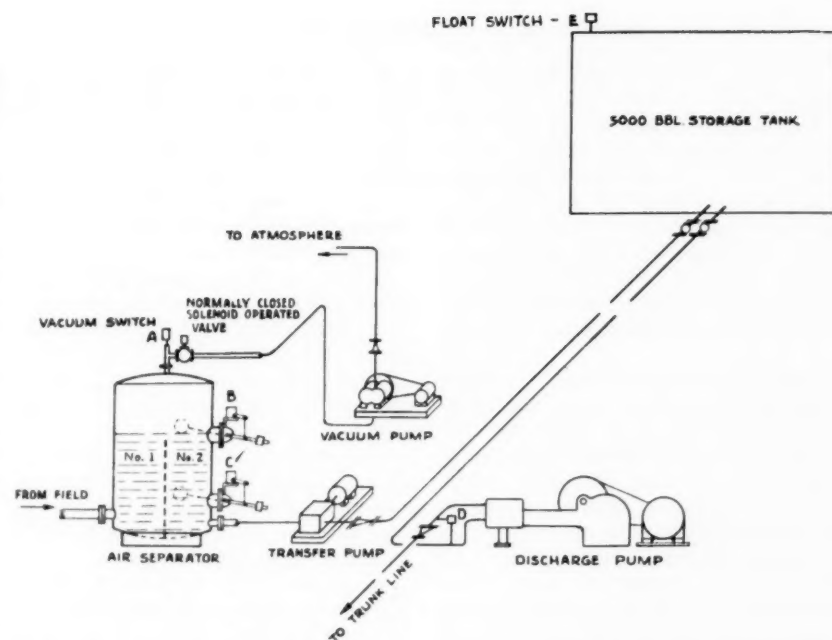 FLOAT SWITCH - E
5000 BBL. STORAGE TANK
TO ATMOSPHERE
NORMALLY CLOSED
SOLENOID OPERATED
VALVE
VACUUM SWITCH
A
B
VACUUM PUMP
No. 1
No. 2
C
FROM FIELD
D
AIR SEPARATOR
TRANSFER PUMP
DISCHARGE PUMP
TO TRUNK LINE